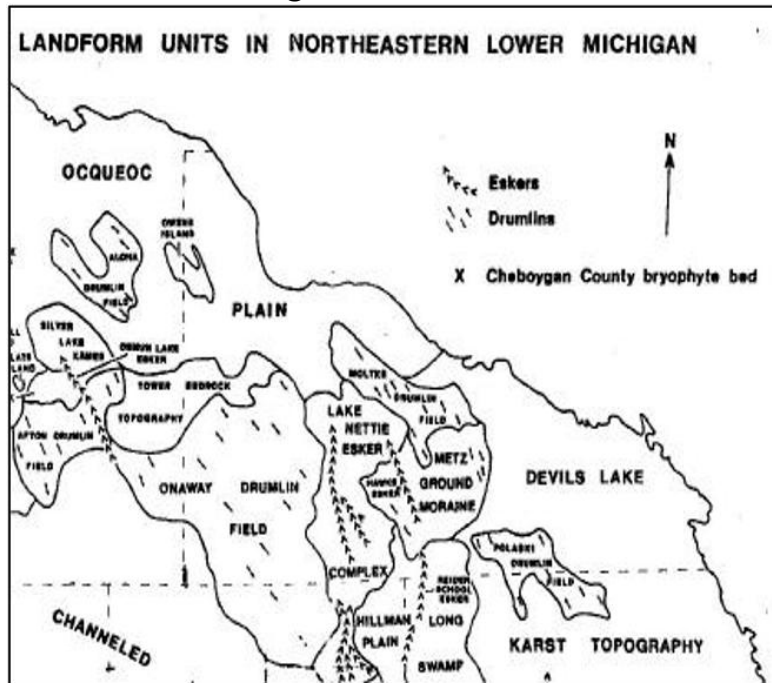 LANDFORM UNITS IN NORTHEASTERN LOWER MICHIGAN
N
OCQUEOC
Eskers
Drumlins
X Cheboygan County bryophyte bed
OWENS
ISLAND
ALOHA
DRUMLIN
FIELD
PLAIN
SILVER
LAKE
KAMES
OSMUN LAKE
ESKER
TOWER BEDROCK
TOPOGRAPHY
MOLTKE
DRUMLIN
FIELD
LAKE
NETTIE
ESKER
COMPLEX
AFTON DRUMLIN
FIELD
ONAWAY DRUMLIN
FIELD
HAWKS
ESKER
METZ
GROUND
MORAINE
DEVILS LAKE
POLASKI
DRUMLIN
FIELD
REIDER
SCHOOL
ESKER
HILLMAN
PLAIN
LONG
SWAMP
KARST TOPOGRAPHY
CHANNELED